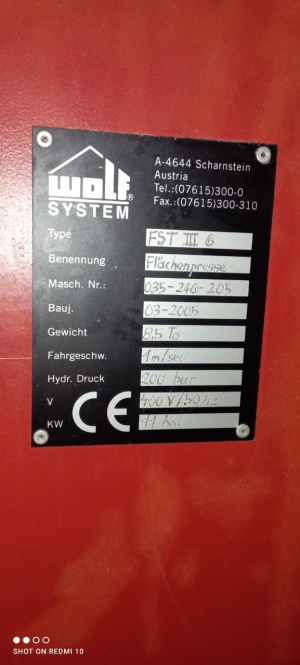 A-4644 Scharnstein
Austria
Tel.:(07615)300-0
Fax.:(07615)300-310
wolf®
SYSTEM
Type FST III 6
Benennung Flächenpresse
Masch. Nr.: 035-246-205
Bauj. 03-2005
Gewicht 8,5 To
Fahrgeschw. 1m/sec
Hydr. Druck 200 bar
V 400V/50Hz
KW 11 kw
CE
SHOT ON REDMI 10